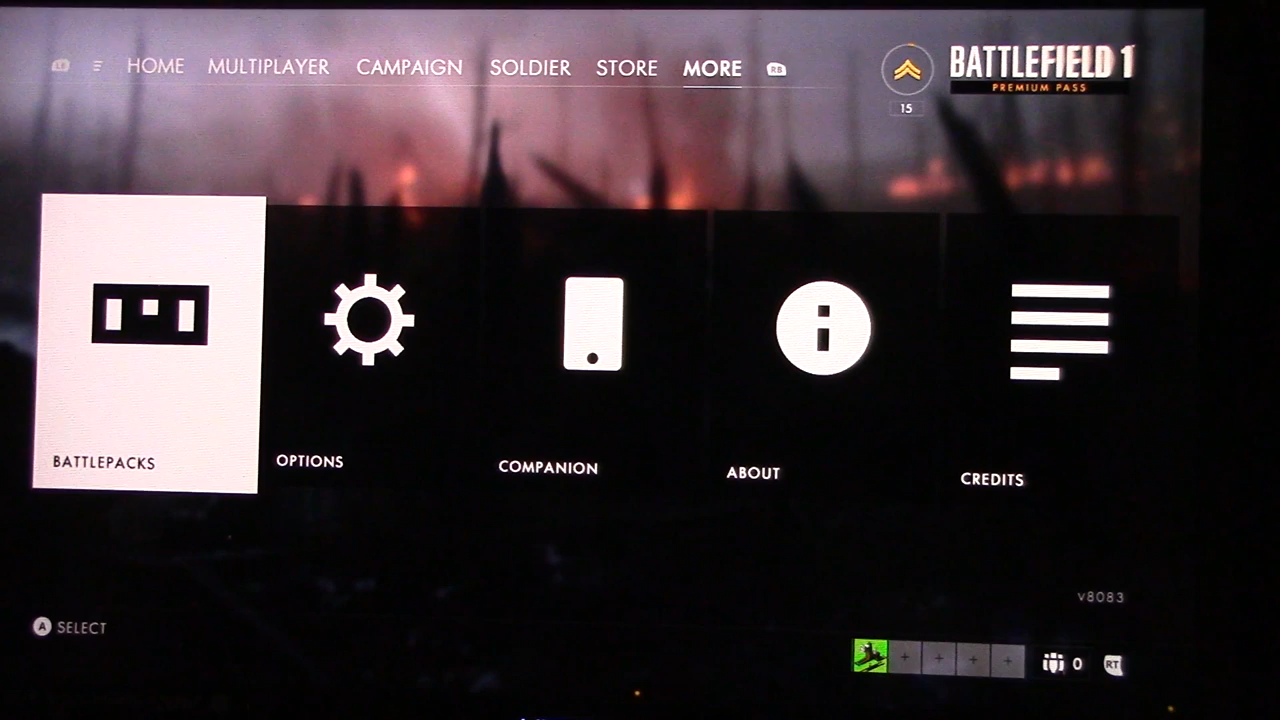 HOME MULTIPLAYER CAMPAIGN SOLDIER STORE MORE RB
BATTLEFIELD 1
PREMIUM PASS
15
BATTLEPACKS
OPTIONS
COMPANION
ABOUT
CREDITS
v8083
A SELECT
0 RT